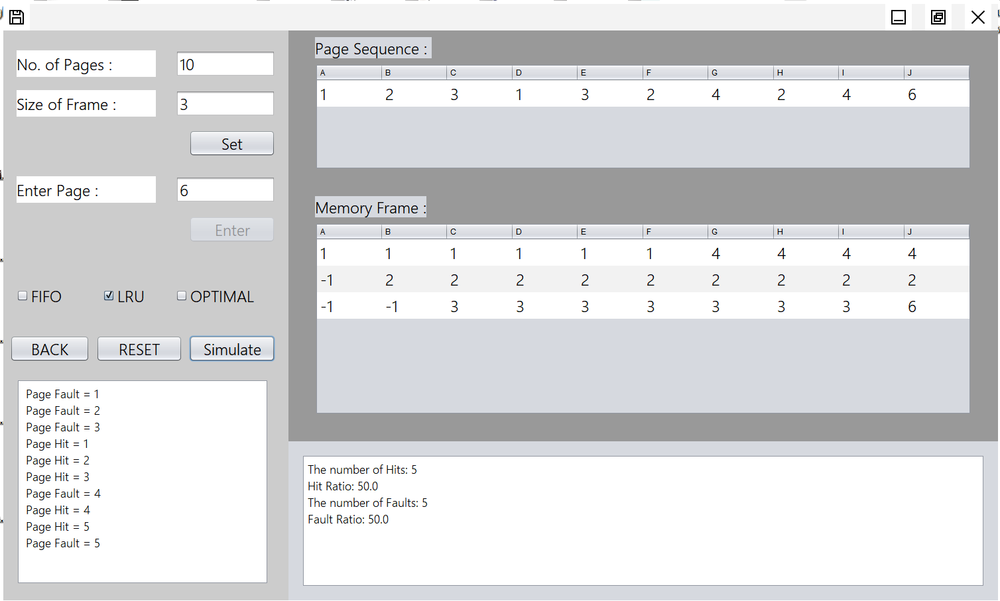 No. of Pages :
10
Size of Frame :
3
Set
Enter Page :
6
Enter
FIFO LRU OPTIMAL
BACK RESET Simulate
Page Fault = 1
Page Fault = 2
Page Fault = 3
Page Hit = 1
Page Hit = 2
Page Hit = 3
Page Fault = 4
Page Hit = 4
Page Hit = 5
Page Fault = 5
Page Sequence :
A B C D E F G H I J
1 2 3 1 3 2 4 2 4 6
Memory Frame :
A B C D E F G H I J
1 1 1 1 1 1 4 4 4 4
-1 2 2 2 2 2 2 2 2 2
-1 -1 3 3 3 3 3 3 3 6
The number of Hits: 5
Hit Ratio: 50.0
The number of Faults: 5
Fault Ratio: 50.0